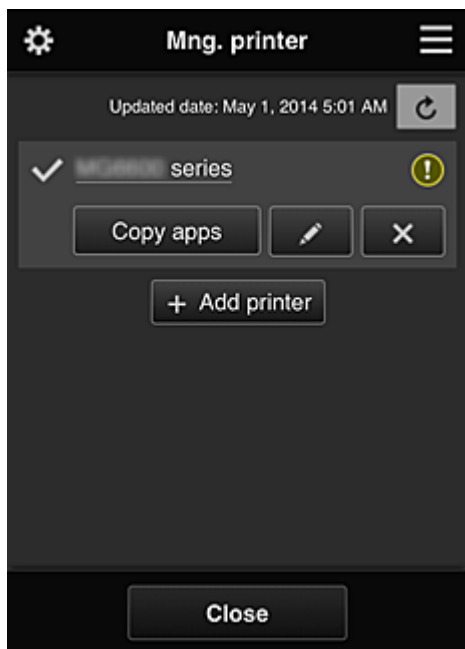 Mng. printer
Updated date: May 1, 2014 5:01 AM
series
Copy apps
+ Add printer
Close